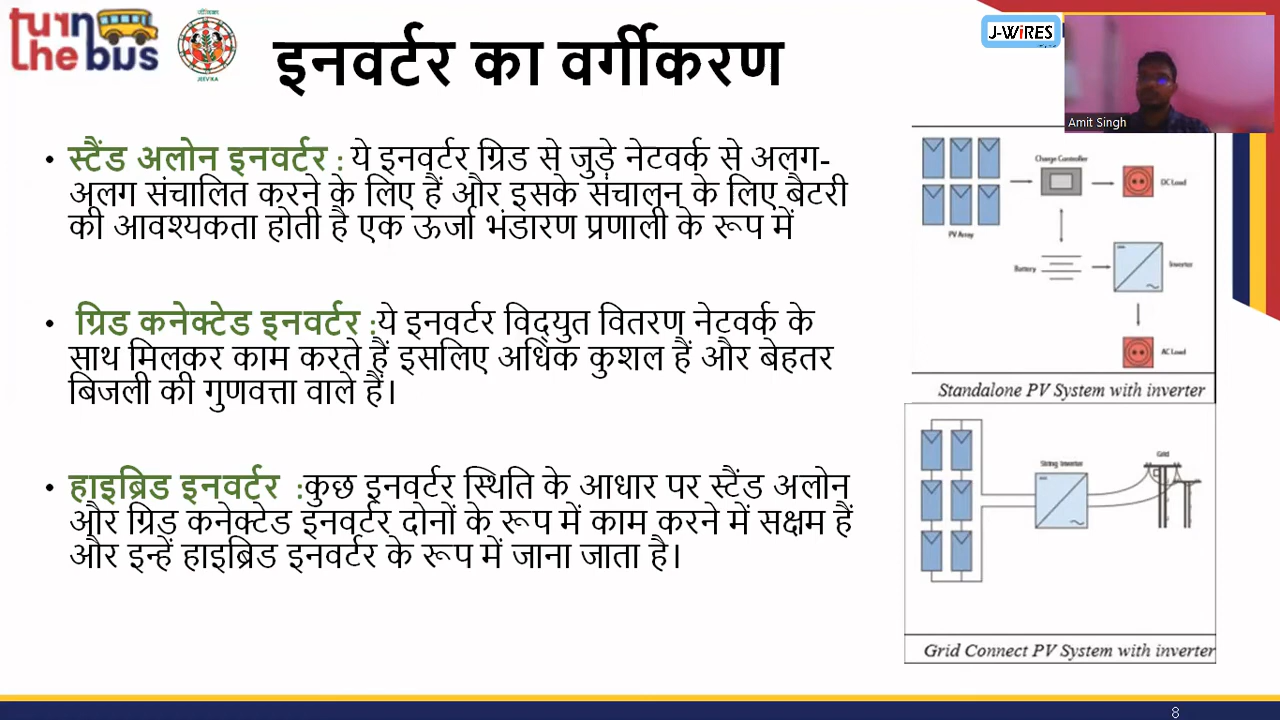 turn
the bus
JEEVIKA
इनवर्टर का वर्गीकरण
J-WiRES
Amit Singh
• स्टैंड अलोन इनवर्टर : ये इनवर्टर ग्रिड से जुड़े नेटवर्क से अलग-
अलग संचालित करने के लिए हैं और इसके संचालन के लिए बैटरी
की आवश्यकता होती है एक ऊर्जा भंडारण प्रणाली के रूप में
• ग्रिड कनेक्टेड इनवर्टर :ये इनवर्टर विद्युत वितरण नेटवर्क के
साथ मिलकर काम करते हैं इसलिए अधिक कुशल हैं और बेहतर
बिजली की गुणवत्ता वाले हैं।
• हाइब्रिड इनवर्टर :कुछ इनवर्टर स्थिति के आधार पर स्टैंड अलोन
और ग्रिड कनेक्टेड इनवर्टर दोनों के रूप में काम करने में सक्षम हैं
और इन्हें हाइब्रिड इनवर्टर के रूप में जाना जाता है।
Charge Controller
DC Load
PV Array
Battery
Inverter
AC Load
Standalone PV System with inverter
String Inverter
Grid
Grid Connect PV System with inverter
8